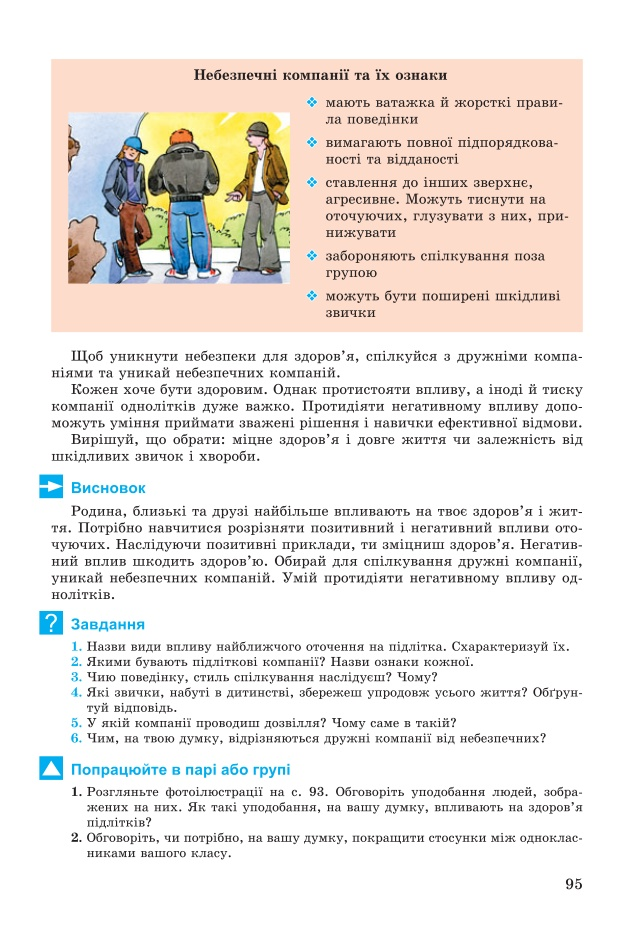 Небезпечні компанії та їх ознаки
❖ мають ватажка й жорсткі прави-
ла поведінки
❖ вимагають повної підпорядкова-
ності та відданості
❖ ставлення до інших зверхнє,
агресивне. Можуть тиснути на
оточуючих, глузувати з них, при-
нижувати
❖ забороняють спілкування поза
групою
❖ можуть бути поширені шкідливі
звички
Щоб уникнути небезпеки для здоров’я, спілкуйся з дружніми компа-
ніями та уникай небезпечних компаній.
Кожен хоче бути здоровим. Однак протистояти впливу, а іноді й тиску
компанії однолітків дуже важко. Протидіяти негативному впливу допо-
можуть уміння приймати зважені рішення і навички ефективної відмови.
Вирішуй, що обрати: міцне здоров’я і довге життя чи залежність від
шкідливих звичок і хвороби.
Висновок
Родина, близькі та друзі найбільше впливають на твоє здоров’я і жит-
тя. Потрібно навчитися розрізняти позитивний і негативний впливи ото-
чуючих. Наслідуючи позитивні приклади, ти зміцниш здоров’я. Негатив-
ний вплив шкодить здоров’ю. Обирай для спілкування дружні компанії,
уникай небезпечних компаній. Умій протидіяти негативному впливу од-
нолітків.
? Завдання
1. Назви види впливу найближчого оточення на підлітка. Схарактеризуй їх.
2. Якими бувають підліткові компанії? Назви ознаки кожної.
3. Чию поведінку, стиль спілкування наслідуєш? Чому?
4. Які звички, набуті в дитинстві, збережеш упродовж усього життя? Обґрун-
туй відповідь.
5. У якій компанії проводиш дозвілля? Чому саме в такій?
6. Чим, на твою думку, відрізняються дружні компанії від небезпечних?
Попрацюйте в парі або групі
1. Розгляньте фотоілюстрації на с. 93. Обговоріть уподобання людей, зобра-
жених на них. Як такі уподобання, на вашу думку, впливають на здоров’я
підлітків?
2. Обговоріть, чи потрібно, на вашу думку, покращити стосунки між одноклас-
никами вашого класу.
95